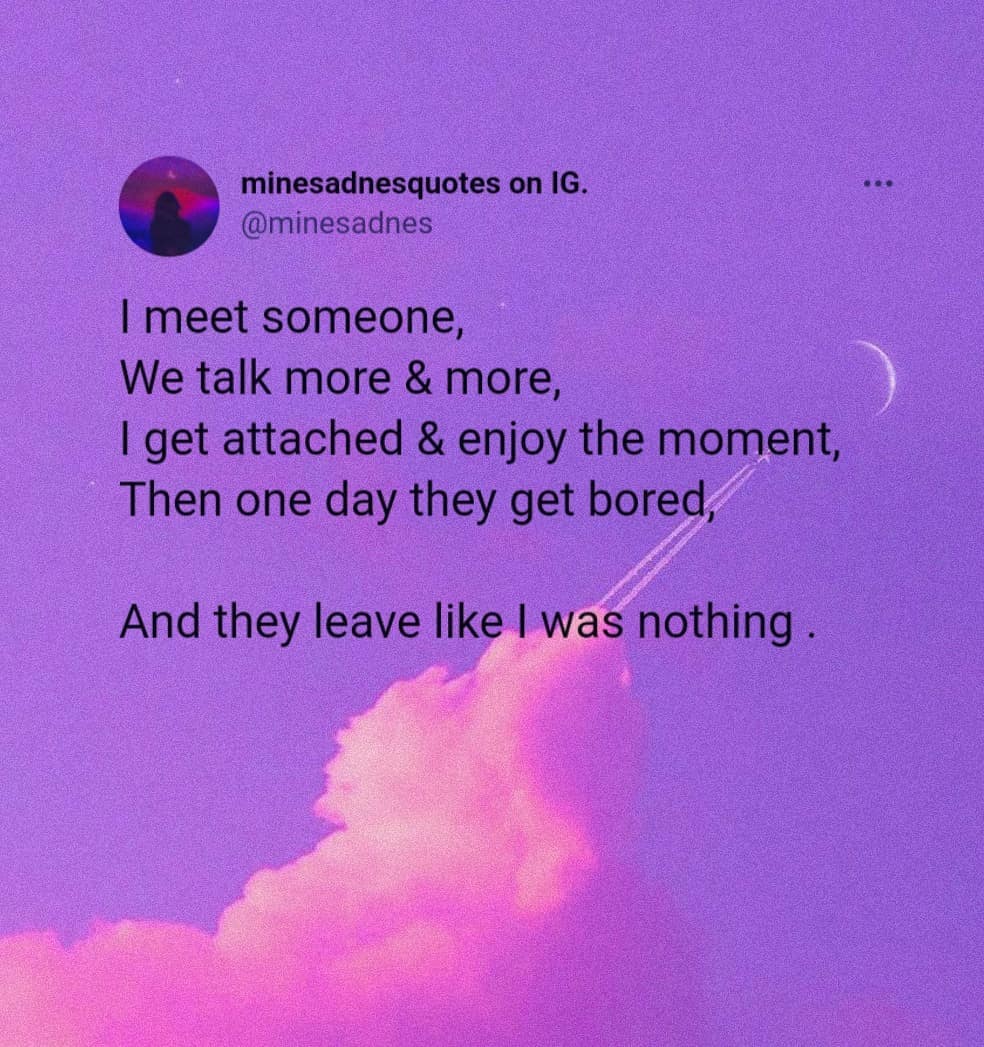 minesadnesquotes on IG.
@minesadnes
I meet someone,
We talk more & more,
I get attached & enjoy the moment,
Then one day they get bored,
And they leave like I was nothing .